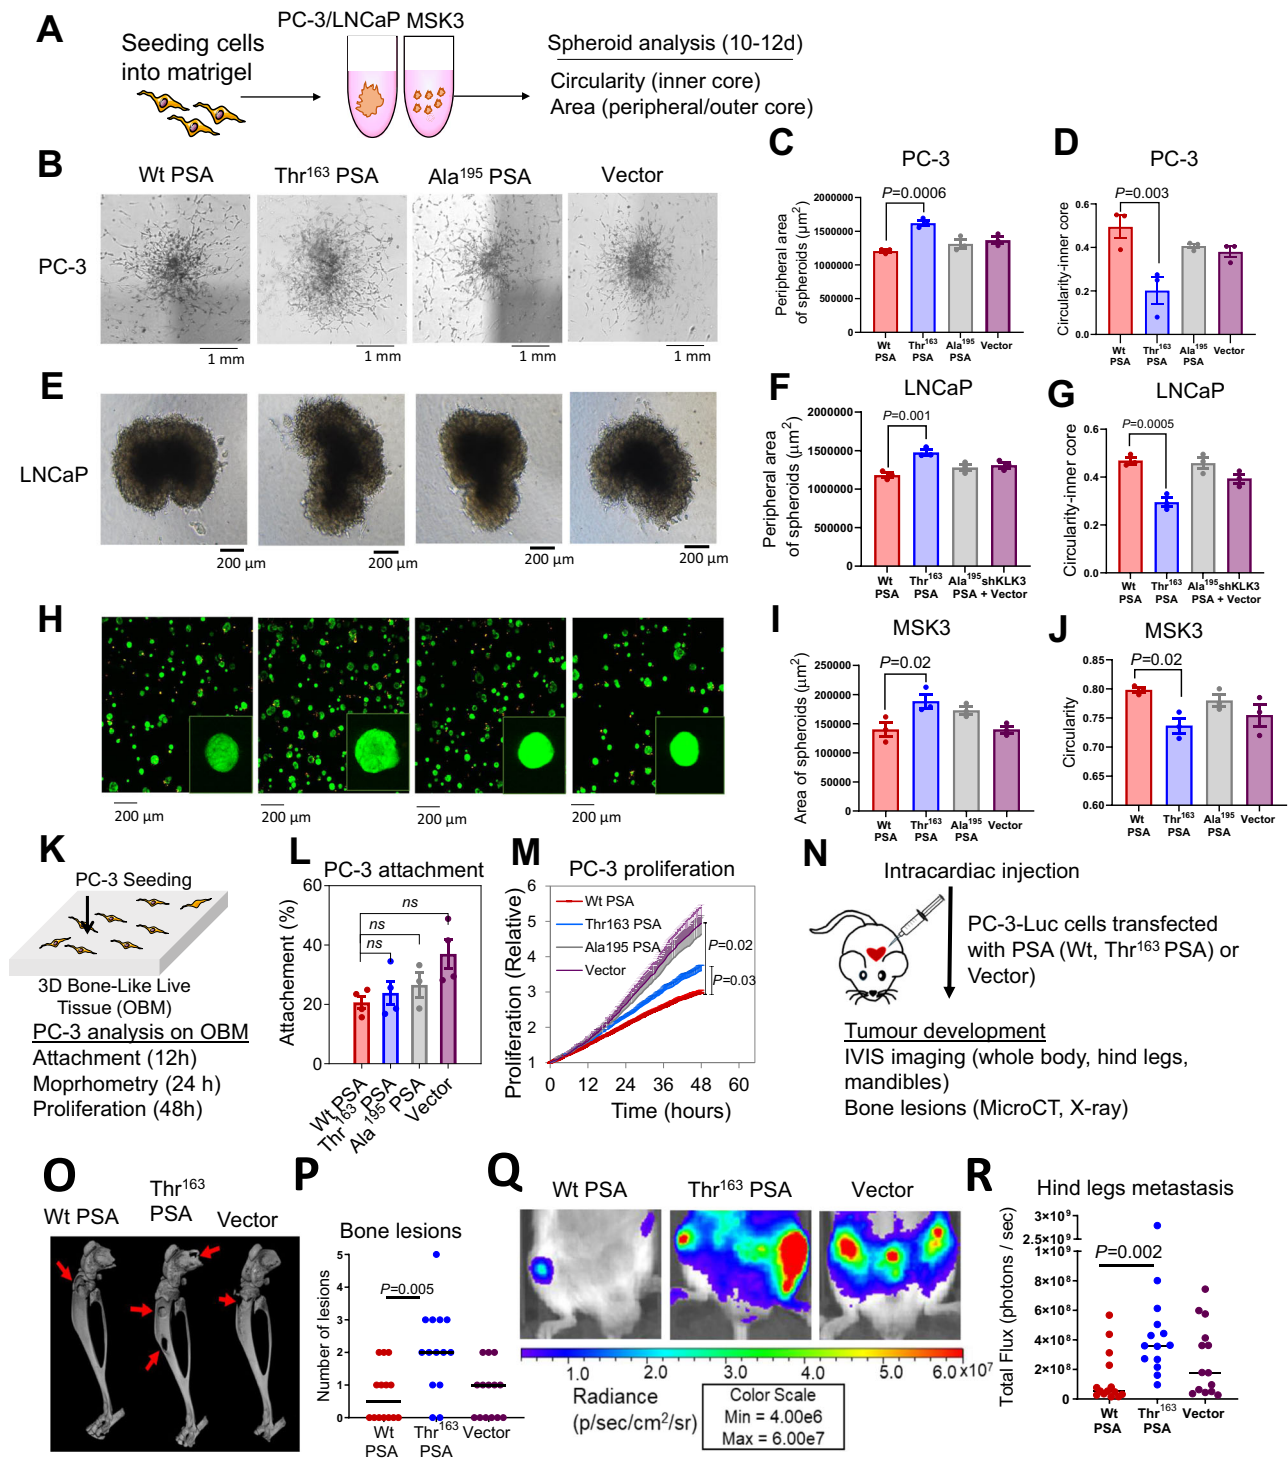 A
Seeding cells
into matrigel
PC-3/LNCaP MSK3
Spheroid analysis (10-12d)
Circularity (inner core)
Area (peripheral/outer core)
B
Wt PSA
Thr163 PSA
Ala195 PSA
Vector
PC-3
1 mm
1 mm
1 mm
1 mm
C
PC-3
P=0.0006
Peripheral area
of spheroids (µm2)
2000000
1500000
1000000
500000
0
Wt
PSA
Thr163
PSA
Ala195
PSA
Vector
D
PC-3
P=0.003
Circularity-inner core
0.6
0.4
0.2
0.0
Wt
PSA
Thr163
PSA
Ala195
PSA
Vector
E
LNCaP
200 µm
200 µm
200 µm
200 µm
F
LNCaP
P=0.001
Peripheral area
of spheroids (µm2)
2000000
1500000
1000000
500000
0
Wt
PSA
Thr163
PSA
Ala195
PSA
shKLK3
+ Vector
G
LNCaP
P=0.0005
Circularity-inner core
0.6
0.4
0.2
0.0
Wt
PSA
Thr163
PSA
Ala195
PSA
shKLK3
+ Vector
H
200 µm
200 µm
200 µm
200 µm
I
MSK3
P=0.02
Area of spheroids (µm2)
250000
200000
150000
100000
50000
0
Wt
PSA
Thr163
PSA
Ala195
PSA
Vector
J
MSK3
P=0.02
Circularity
0.85
0.80
0.75
0.70
0.65
0.60
Wt
PSA
Thr163
PSA
Ala195
PSA
Vector
K
PC-3 Seeding
3D Bone-Like Live
Tissue (OBM)
PC-3 analysis on OBM
Attachment (12h)
Moprhometry (24 h)
Proliferation (48h)
L
PC-3 attachment
Attachement (%)
60
40
20
0
ns
ns
ns
Wt PSA
Thr163 PSA
Ala195 PSA
Vector
M
PC-3 proliferation
Proliferation (Relative)
6
5
4
3
2
1
Wt PSA
Thr163 PSA
Ala195 PSA
Vector
P=0.02
P=0.03
0 12 24 36 48 60
Time (hours)
N
Intracardiac injection
PC-3-Luc cells transfected
with PSA (Wt, Thr163 PSA) or
Vector)
Tumour development
IVIS imaging (whole body, hind legs,
mandibles)
Bone lesions (MicroCT, X-ray)
O
Wt PSA
Thr163
PSA
Vector
P
Bone lesions
P=0.005
Number of lesions
5
4
3
2
1
0
Wt
PSA
Thr163
PSA
Vector
Q
Wt PSA
Thr163 PSA
Vector
1.0 2.0 3.0 4.0 5.0 6.0 x107
Radiance
(p/sec/cm2/sr)
Color Scale
Min = 4.00e6
Max = 6.00e7
R
Hind legs metastasis
P=0.002
Total Flux (photons / sec)
3×109
2×109
1×109
8×108
6×108
4×108
2×108
0
Wt
PSA
Thr163
PSA
Vector